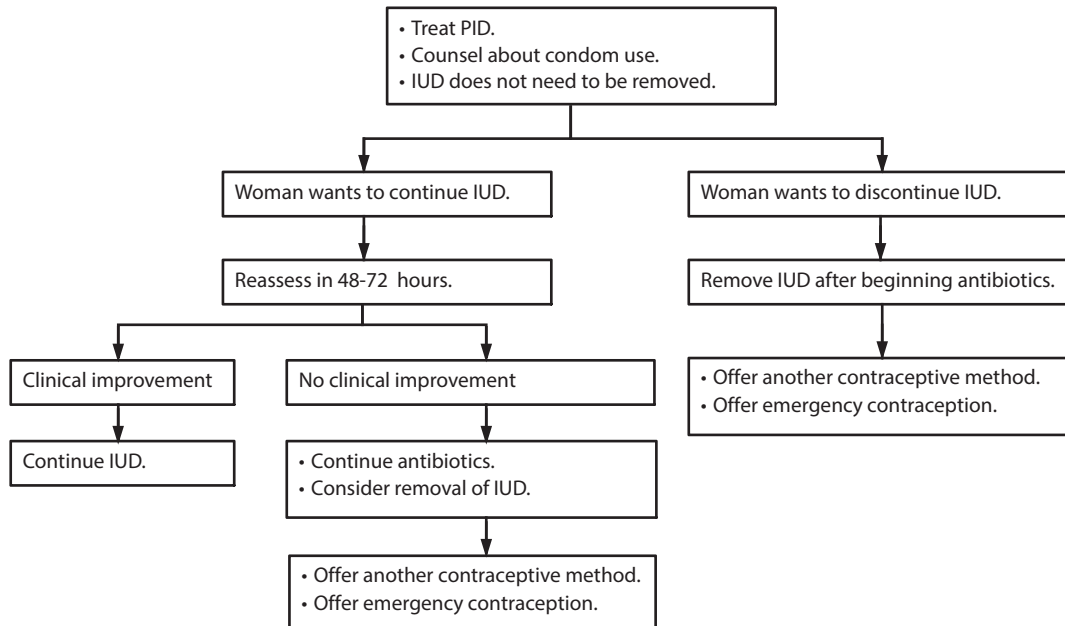 • Treat PID.
• Counsel about condom use.
• IUD does not need to be removed.
Woman wants to continue IUD.
Woman wants to discontinue IUD.
Reassess in 48-72 hours.
Remove IUD after beginning antibiotics.
Clinical improvement
No clinical improvement
• Offer another contraceptive method.
• Offer emergency contraception.
Continue IUD.
• Continue antibiotics.
• Consider removal of IUD.
• Offer another contraceptive method.
• Offer emergency contraception.